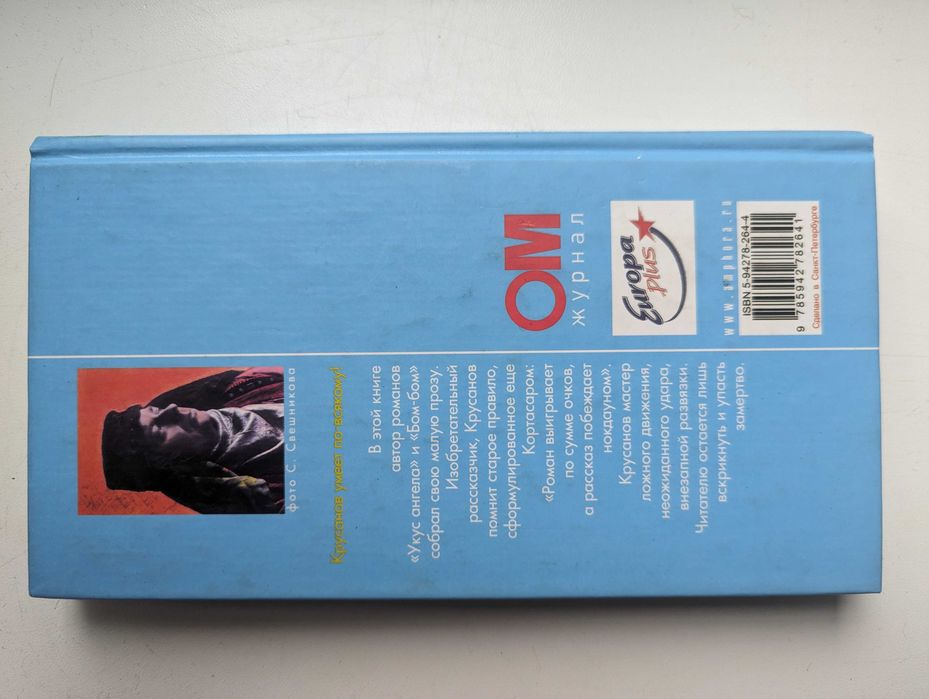 фото С. Свешникова
Крусанов умеет по-всякому!
В этой книге
автор романов
«Укус ангела» и «Бом-бом»
собрал свою малую прозу.
Изобретательный
рассказчик, Крусанов
помнит старое правило,
сформулированное еще
Кортасаром:
«Роман выигрывает
по сумме очков,
а рассказ побеждает
нокдауном».
Крусанов мастер
ложного движения,
неожиданного удара,
внезапной развязки.
Читателю остается лишь
вскрикнуть и упасть
замертво.
ОМ
журнал
Europa
plus
www.amphora.ru
ISBN 5-94278-264-4
9 785942 782641
Сделано в Санкт-Петербурге